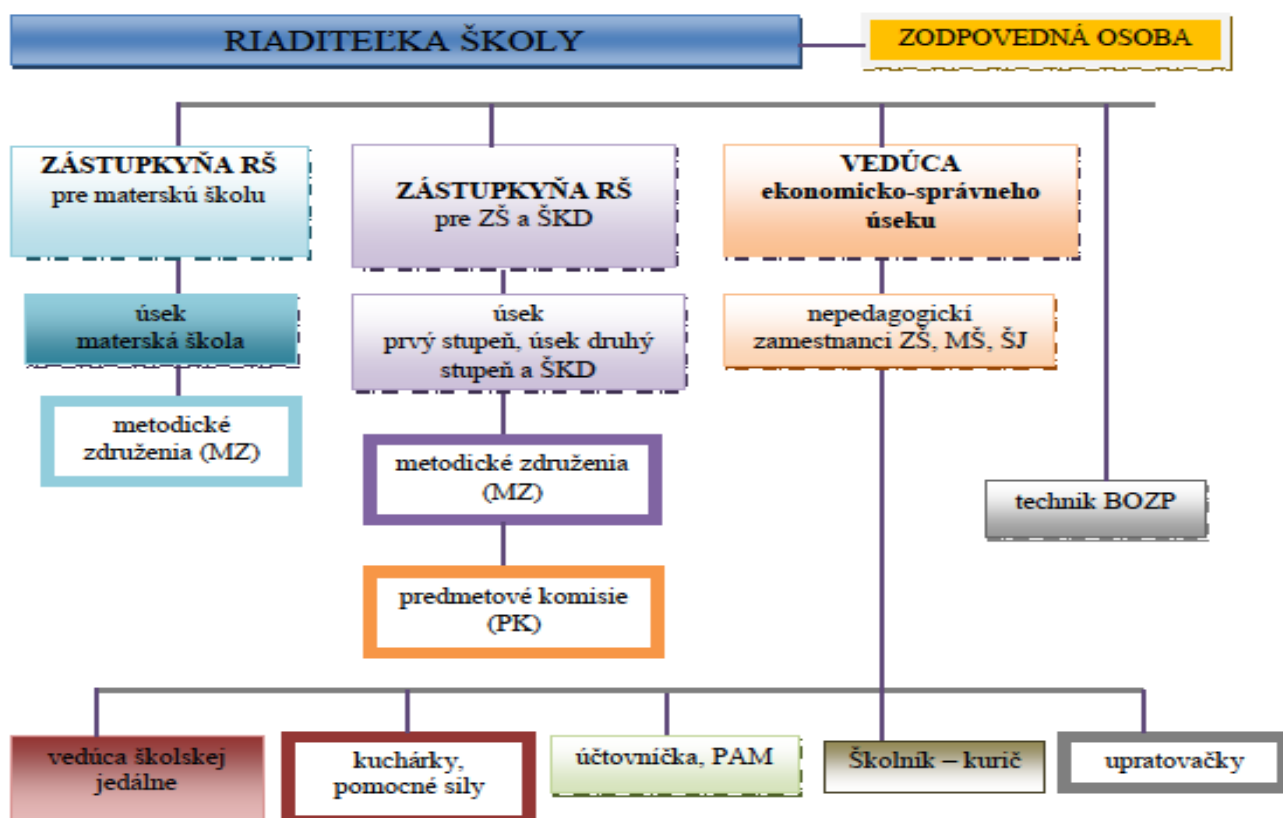 RIADITEĽKA ŠKOLY
ZODPOVEDNÁ OSOBA
ZÁSTUPKYŇA RŠ
pre materskú školu
ZÁSTUPKYŇA RŠ
pre ZŠ a ŠKD
VEDÚCA
ekonomicko-správneho
úseku
úsek
materská škola
úsek
prvý stupeň, úsek druhý
stupeň a ŠKD
nepedagogickí
zamestnanci ZŠ, MŠ, ŠJ
metodické
združenia (MZ)
metodické združenia
(MZ)
technik BOZP
predmetové komisie
(PK)
vedúca školskej
jedálne
kuchárky,
pomocné sily
účtovníčka, PAM
Školník – kurič
upratovačky